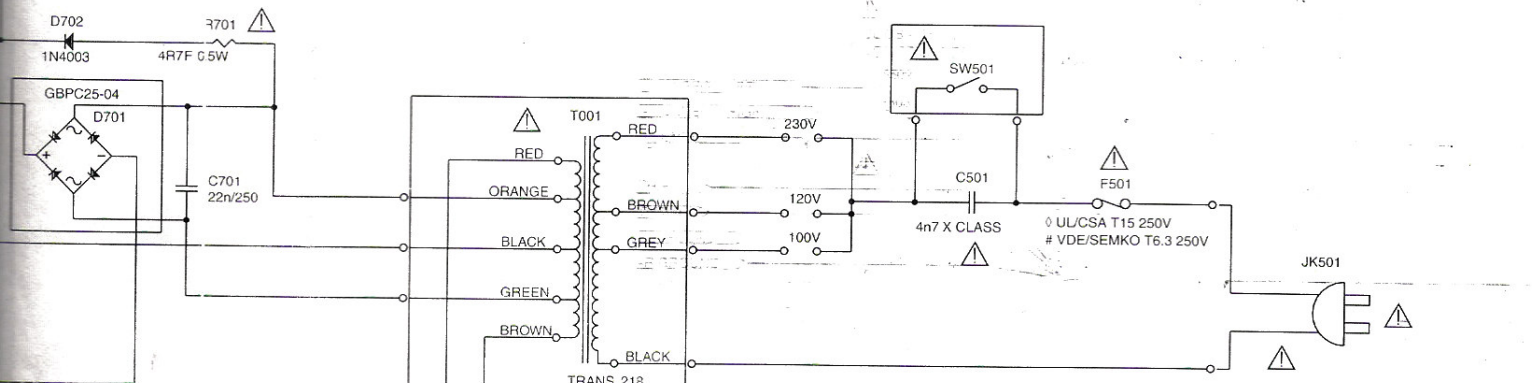 D702
1N4003
R701
4R7F 0.5W
GBPC25-04
D701
+
-
C701
22n/250
T001
RED
ORANGE
BLACK
GREEN
BROWN
RED
BROWN
GREY
BLACK
TRANS 218
230V
120V
100V
SW501
C501
4n7 X CLASS
F501
◊ UL/CSA T15 250V
# VDE/SEMKO T6.3 250V
JK501